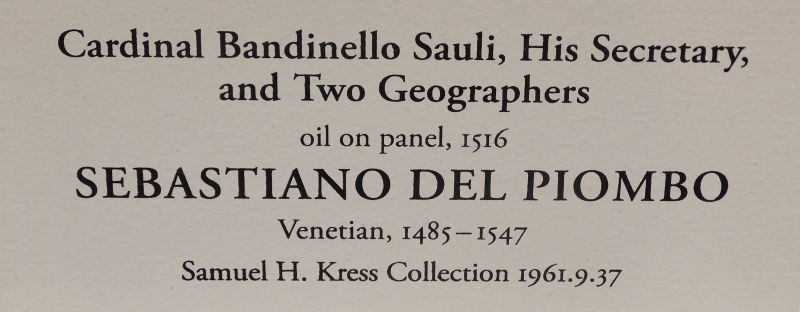 Cardinal Bandinello Sauli, His Secretary,
and Two Geographers
oil on panel, 1516
SEBASTIANO DEL PIOMBO
Venetian, 1485–1547
Samuel H. Kress Collection 1961.9.37